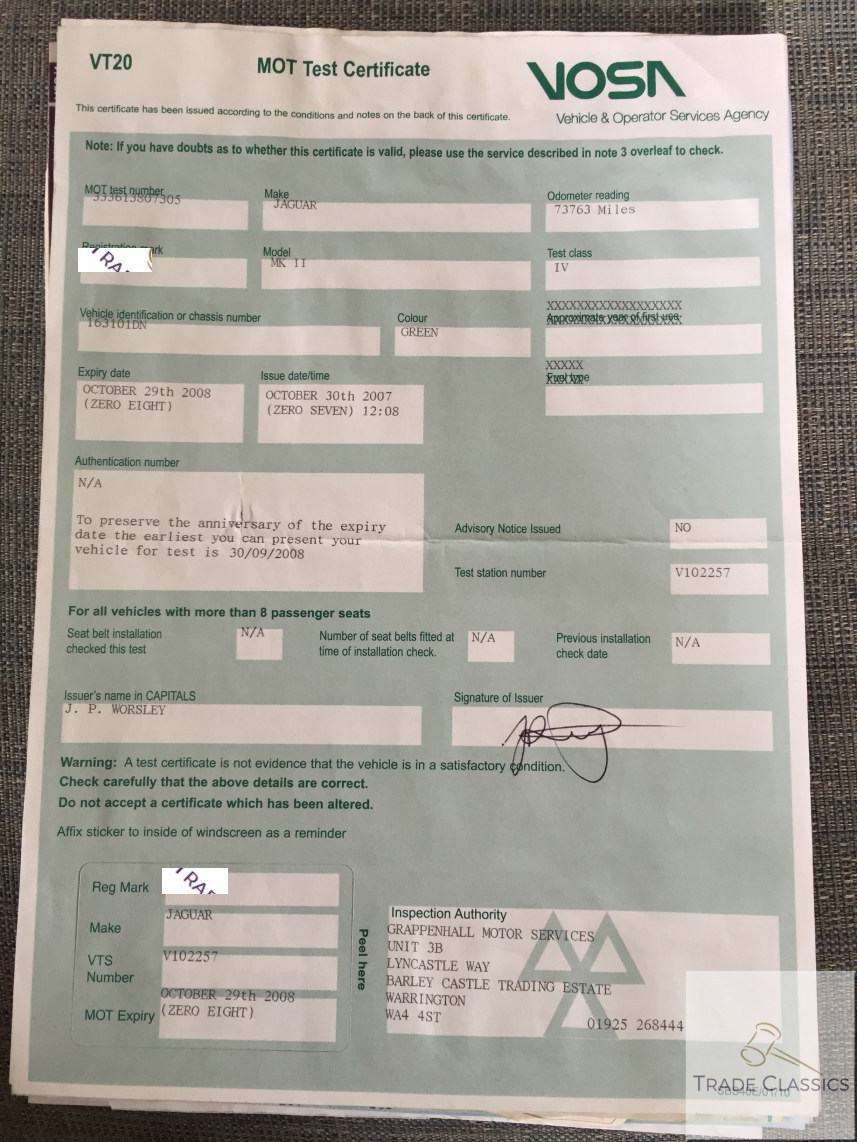 VT20
MOT Test Certificate
VOSA
Vehicle & Operator Services Agency
This certificate has been issued according to the conditions and notes on the back of this certificate.
Note: If you have doubts as to whether this certificate is valid, please use the service described in note 3 overleaf to check.
MOT test number
333613807305
Make
JAGUAR
Odometer reading
73763 Miles
Registration mark
TRA
Model
MK II
Test class
IV
Vehicle identification or chassis number
163101DN
Colour
GREEN
XXXXXXXXXXXXXXXXXX
Approximate year of first use
Expiry date
OCTOBER 29th 2008
(ZERO EIGHT)
Issue date/time
OCTOBER 30th 2007
(ZERO SEVEN) 12:08
XXXXX
Fuel type
Authentication number
N/A
To preserve the anniversary of the expiry
date the earliest you can present your
vehicle for test is 30/09/2008
Advisory Notice Issued
NO
Test station number
V102257
For all vehicles with more than 8 passenger seats
Seat belt installation
checked this test
N/A
Number of seat belts fitted at
time of installation check.
N/A
Previous installation
check date
N/A
Issuer's name in CAPITALS
J. P. WORSLEY
Signature of Issuer
Warning: A test certificate is not evidence that the vehicle is in a satisfactory condition.
Check carefully that the above details are correct.
Do not accept a certificate which has been altered.
Affix sticker to inside of windscreen as a reminder
Reg Mark
TRA
Make
JAGUAR
VTS
Number
V102257
MOT Expiry
OCTOBER 29th 2008
(ZERO EIGHT)
Peel here
Inspection Authority
GRAPPENHALL MOTOR SERVICES
UNIT 3B
LYNCASTLE WAY
BARLEY CASTLE TRADING ESTATE
WARRINGTON
WA4 4ST
01925 268444
TRADE CLASSICS